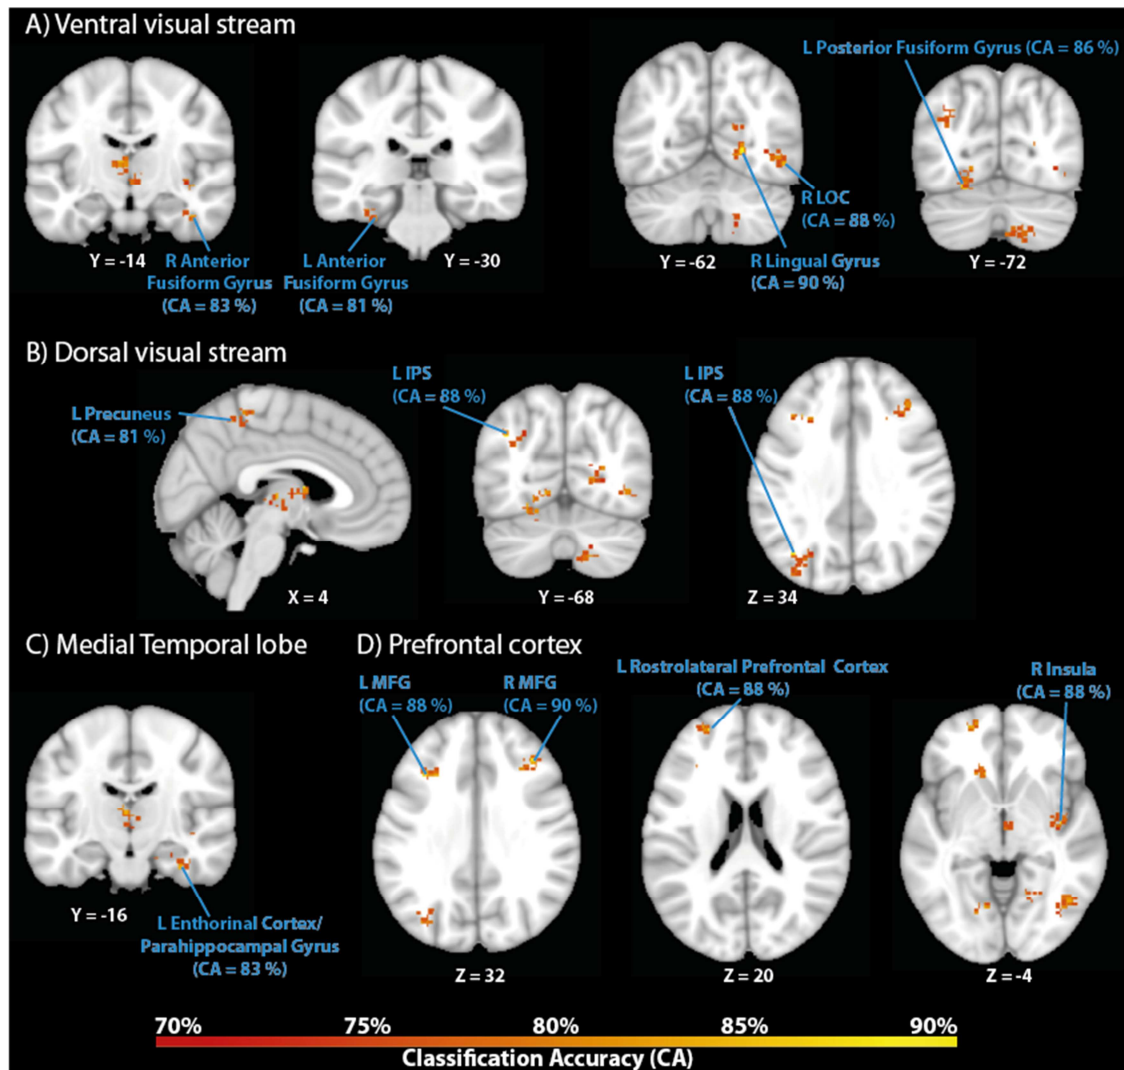 A) Ventral visual stream
L Posterior Fusiform Gyrus (CA = 86 %)
R LOC
(CA = 88 %)
Y = -14
R Anterior
Fusiform Gyrus
(CA = 83 %)
L Anterior
Fusiform Gyrus
(CA = 81 %)
Y = -30
Y = -62
R Lingual Gyrus
(CA = 90 %)
Y = -72
B) Dorsal visual stream
L Precuneus
(CA = 81 %)
L IPS
(CA = 88 %)
L IPS
(CA = 88 %)
X = 4
Y = -68
Z = 34
C) Medial Temporal lobe
Y = -16
L Enthorinal Cortex/
Parahippocampal Gyrus
(CA = 83 %)
D) Prefrontal cortex
L MFG
(CA = 88 %)
R MFG
(CA = 90 %)
L Rostrolateral Prefrontal Cortex
(CA = 88 %)
R Insula
(CA = 88 %)
Z = 32
Z = 20
Z = -4
70% 75% 80% 85% 90%
Classification Accuracy (CA)